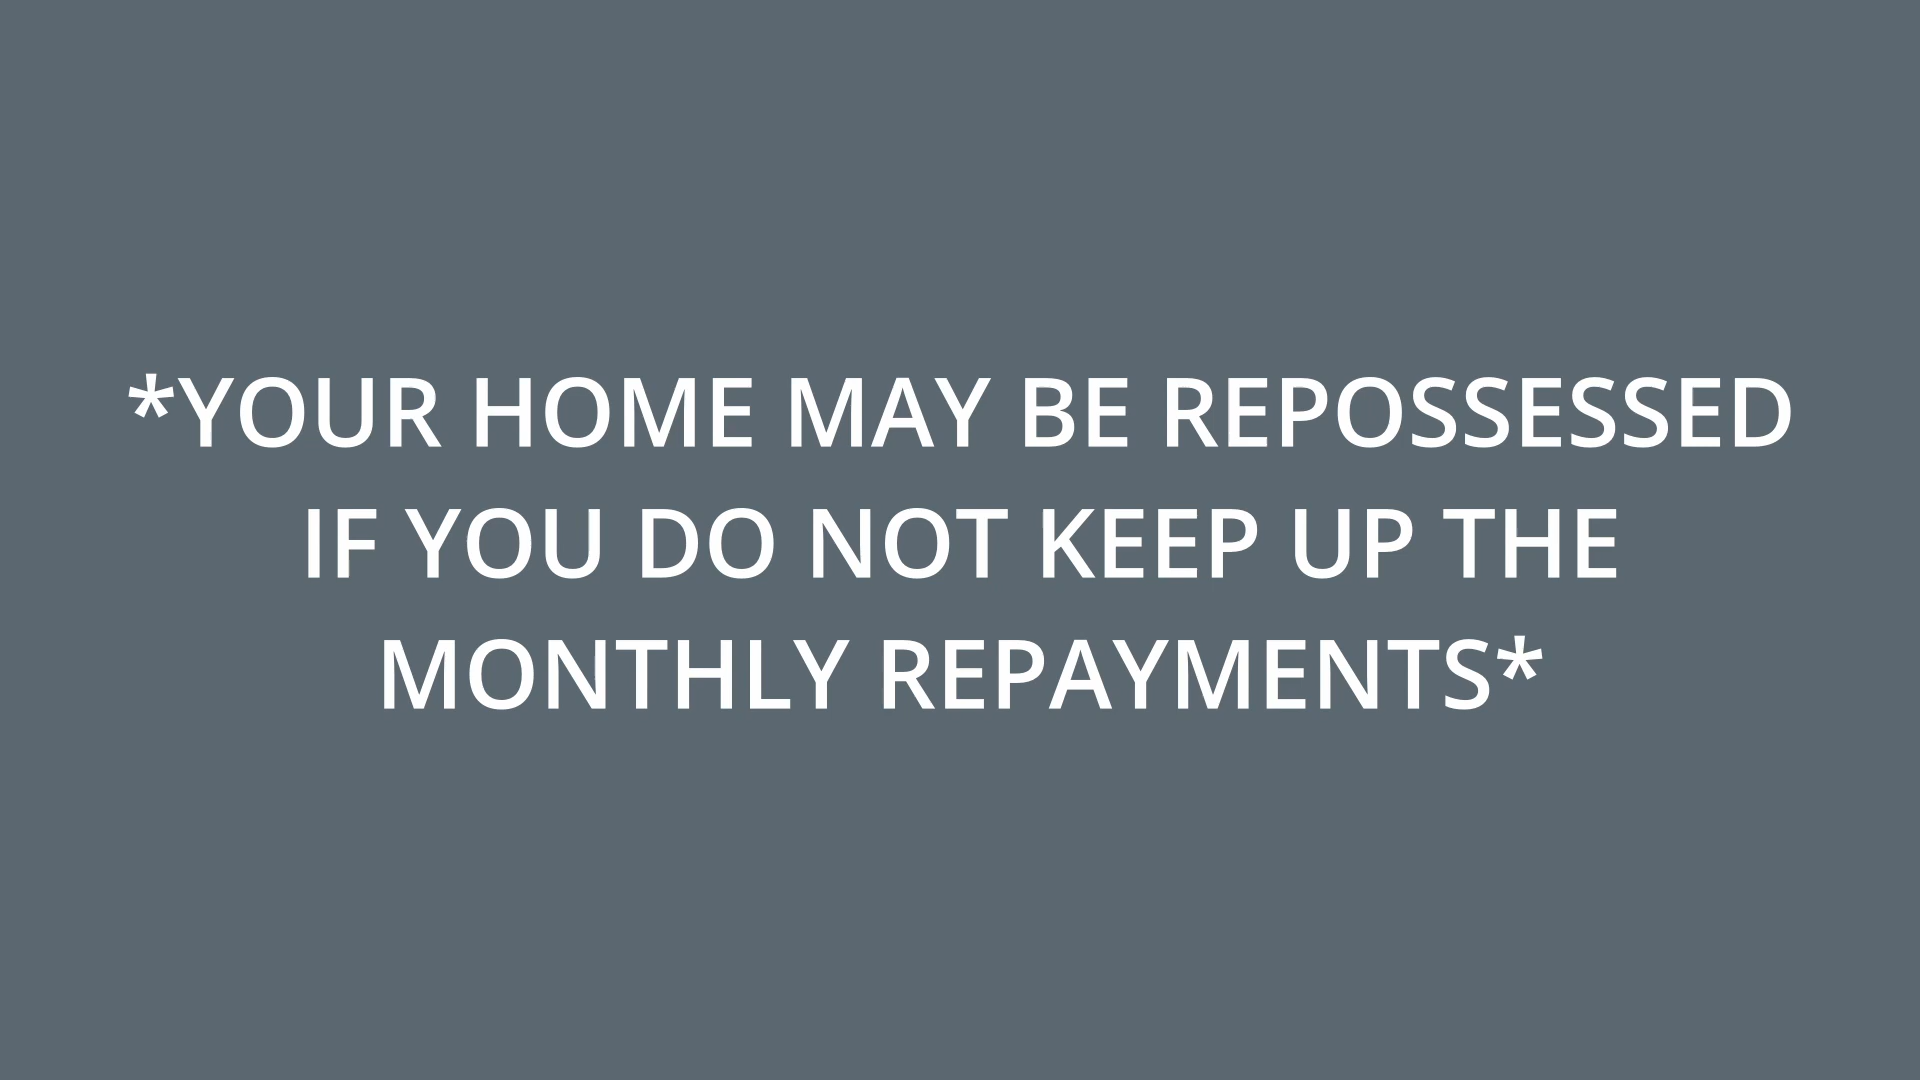 *YOUR HOME MAY BE REPOSSESSED
IF YOU DO NOT KEEP UP THE
MONTHLY REPAYMENTS*